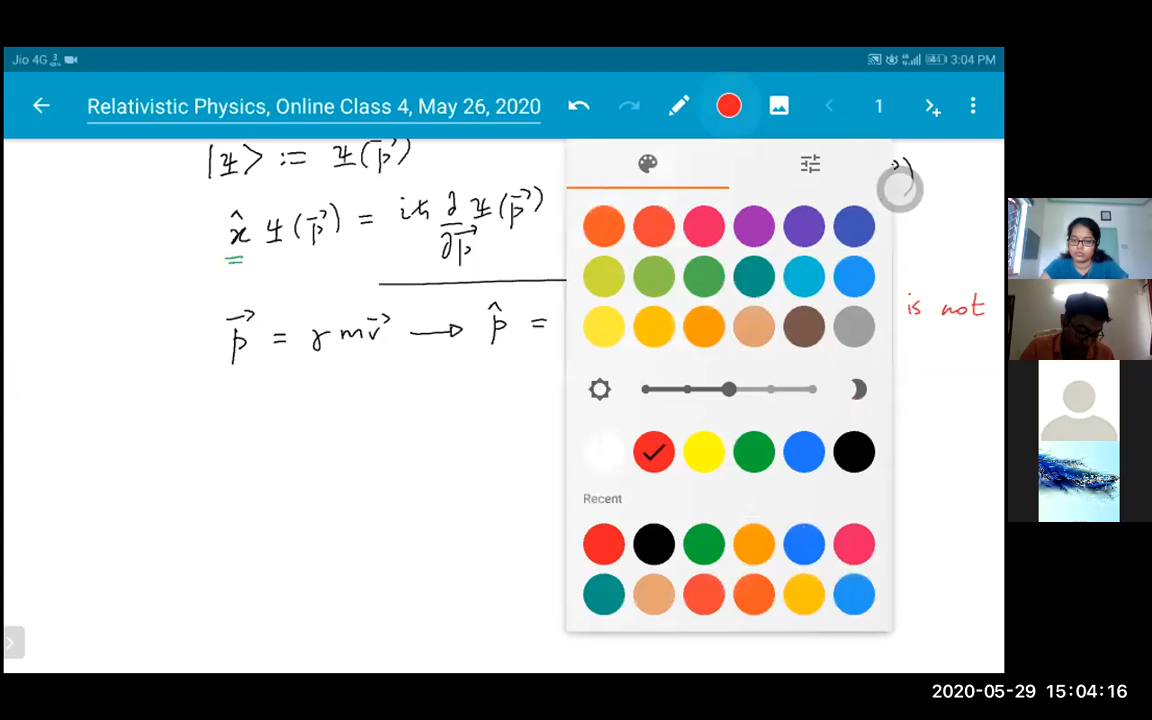 Jio 4G 3:04 PM
Relativistic Physics, Online Class 4, May 26, 2020 1
|Ψ⟩ := Ψ(p⃗)
x̂ Ψ(p⃗) = iℏ ∂/∂p⃗ Ψ(p⃗)
is not
p⃗ = γmv⃗ ⟶ p̂ =
Recent
2020-05-29 15:04:16